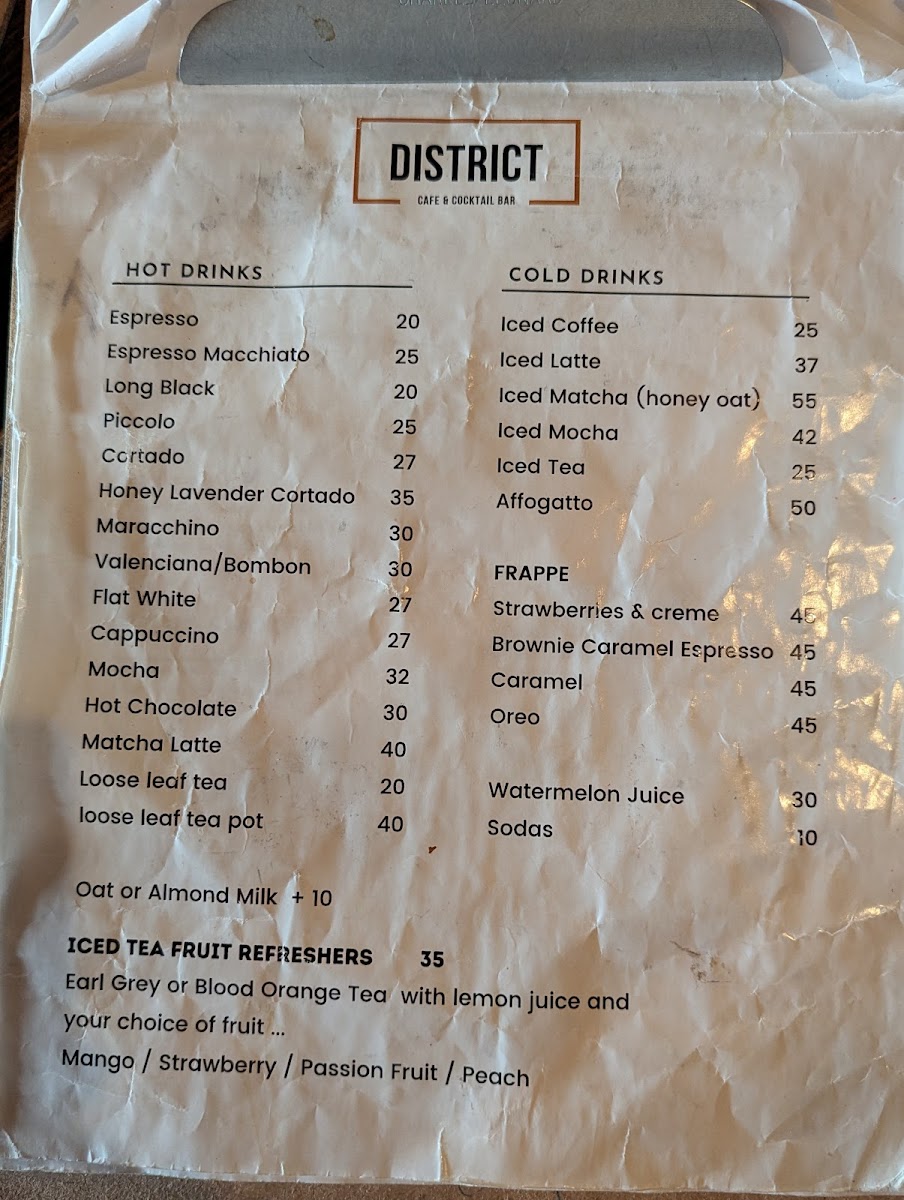 DISTRICT
CAFE & COCKTAIL BAR
HOT DRINKS
Espresso 20
Espresso Macchiato 25
Long Black 20
Piccolo 25
Cortado 27
Honey Lavender Cortado 35
Maracchino 30
Valenciana/Bombon 30
Flat White 27
Cappuccino 27
Mocha 32
Hot Chocolate 30
Matcha Latte 40
Loose leaf tea 20
loose leaf tea pot 40
Oat or Almond Milk + 10
COLD DRINKS
Iced Coffee 25
Iced Latte 37
Iced Matcha (honey oat) 55
Iced Mocha 42
Iced Tea 25
Affogatto 50
FRAPPE
Strawberries & creme 45
Brownie Caramel Espresso 45
Caramel 45
Oreo 45
Watermelon Juice 30
Sodas 10
ICED TEA FRUIT REFRESHERS 35
Earl Grey or Blood Orange Tea with lemon juice and
your choice of fruit ...
Mango / Strawberry / Passion Fruit / Peach